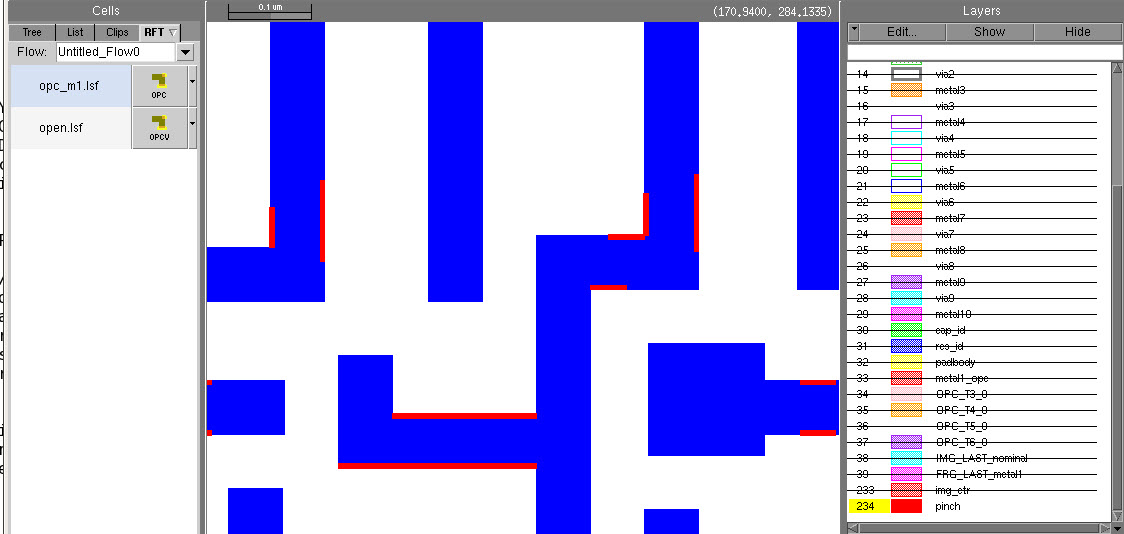 Cells
0.1 um
(170.9400, 284.1335)
Layers
Tree List Clips RFT
Edit... Show Hide
Flow: Untitled_Flow0
opc_m1.lsf
OPC
open.lsf
OPCV
14 via2
15 metal3
16 via3
17 metal4
18 via4
19 metal5
20 via5
21 metal6
22 via6
23 metal7
24 via7
25 metal8
26 via8
27 metal9
28 via9
29 metal10
30 cap_id
31 res_id
32 padbody
33 metal1_opc
34 OPC_T3_0
35 OPC_T4_0
36 OPC_T5_0
37 OPC_T6_0
38 IMG_LAST_nominal
39 FRG_LAST_metal1
233 img_ctr
234 pinch